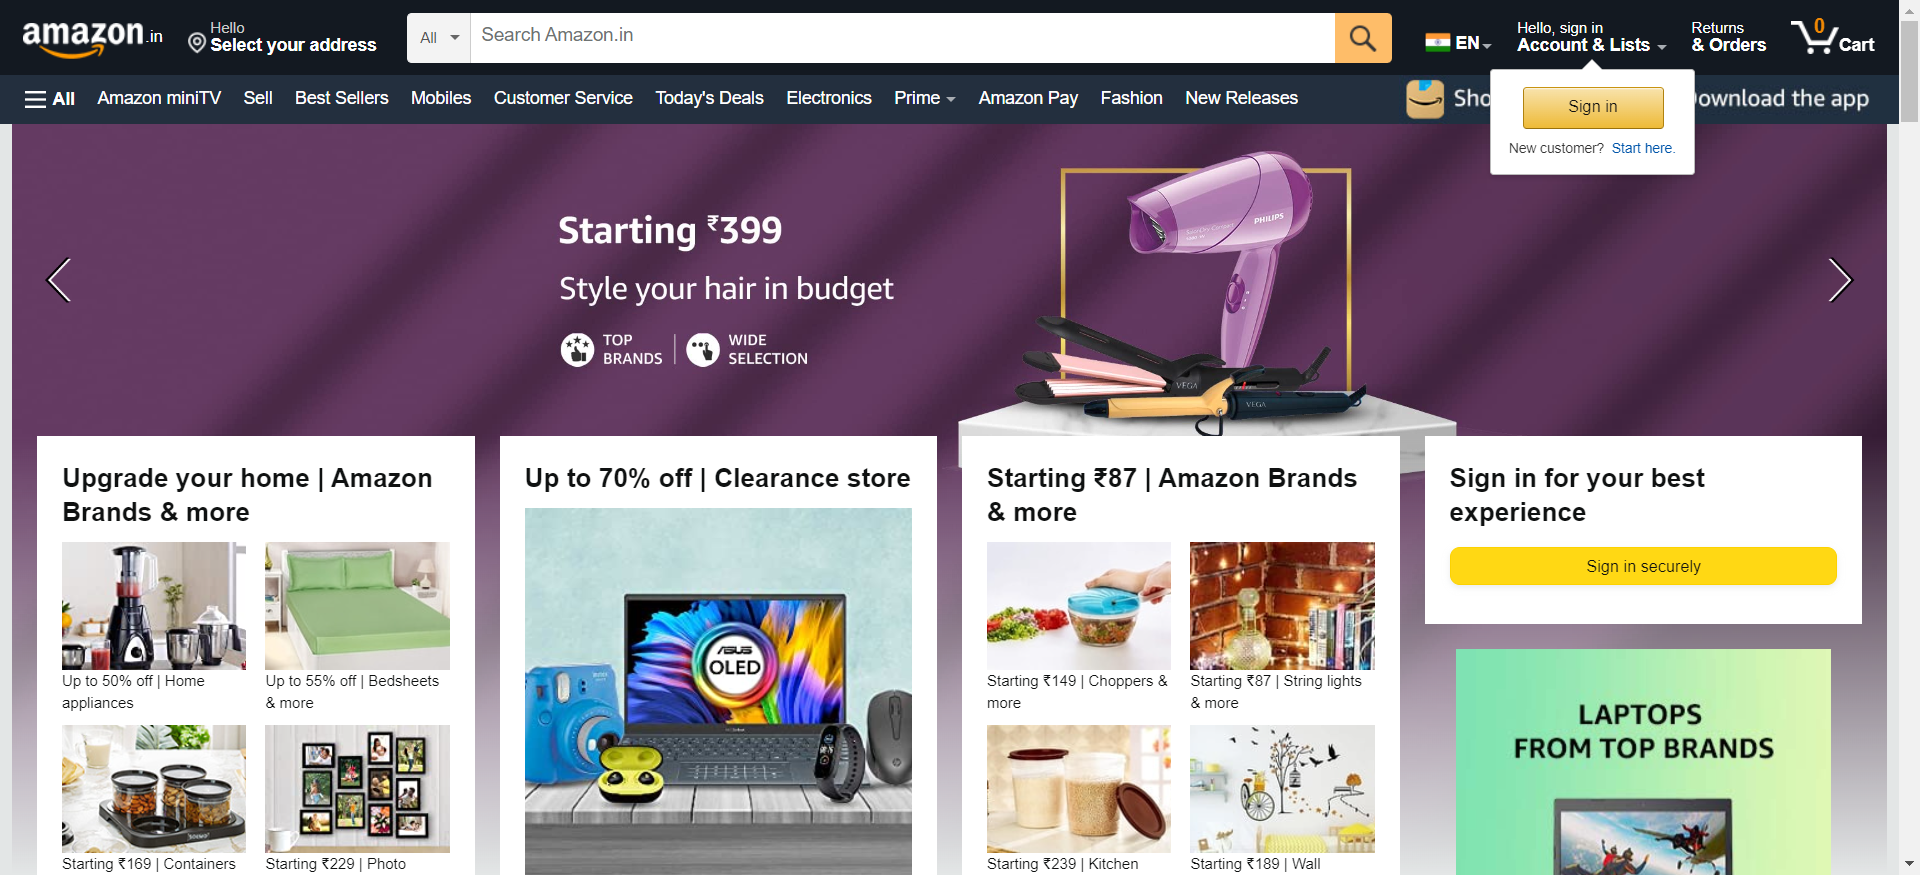 amazon.in
Hello
Select your address
All
Search Amazon.in
EN
Hello, sign in
Account & Lists
Returns
& Orders
0
Cart
All
Amazon miniTV
Sell
Best Sellers
Mobiles
Customer Service
Today's Deals
Electronics
Prime
Amazon Pay
Fashion
New Releases
Sho
ownload the app
Sign in
New customer? Start here.
Starting ₹399
Style your hair in budget
TOP
BRANDS
WIDE
SELECTION
PHILIPS
VEGA
VEGA
Upgrade your home | Amazon
Brands & more
Up to 50% off | Home
appliances
Up to 55% off | Bedsheets
& more
Starting ₹169 | Containers
Starting ₹229 | Photo
Up to 70% off | Clearance store
ASUS
OLED
Starting ₹87 | Amazon Brands
& more
Starting ₹149 | Choppers &
more
Starting ₹87 | String lights
& more
Starting ₹239 | Kitchen
Starting ₹189 | Wall
Sign in for your best
experience
Sign in securely
LAPTOPS
FROM TOP BRANDS